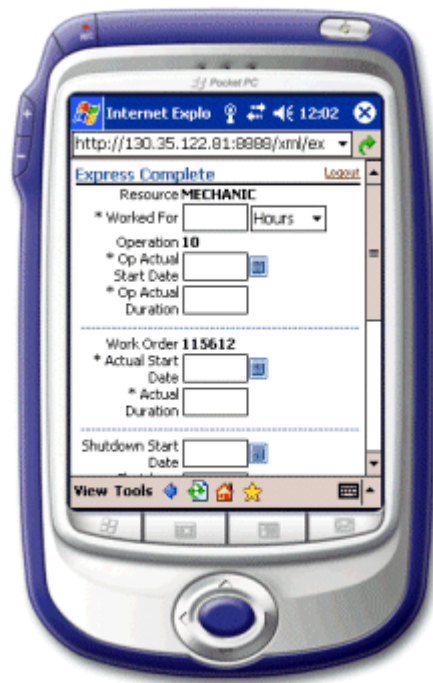 Pocket PC
Internet Explo 12:02
http://130.35.122.81:8888/xml/ex
Express Complete Logout
Resource MECHANIC
* Worked For Hours
Operation 10
* Op Actual
Start Date
* Op Actual
Duration
Work Order 115612
* Actual Start
Date
* Actual
Duration
Shutdown Start
Date
View Tools